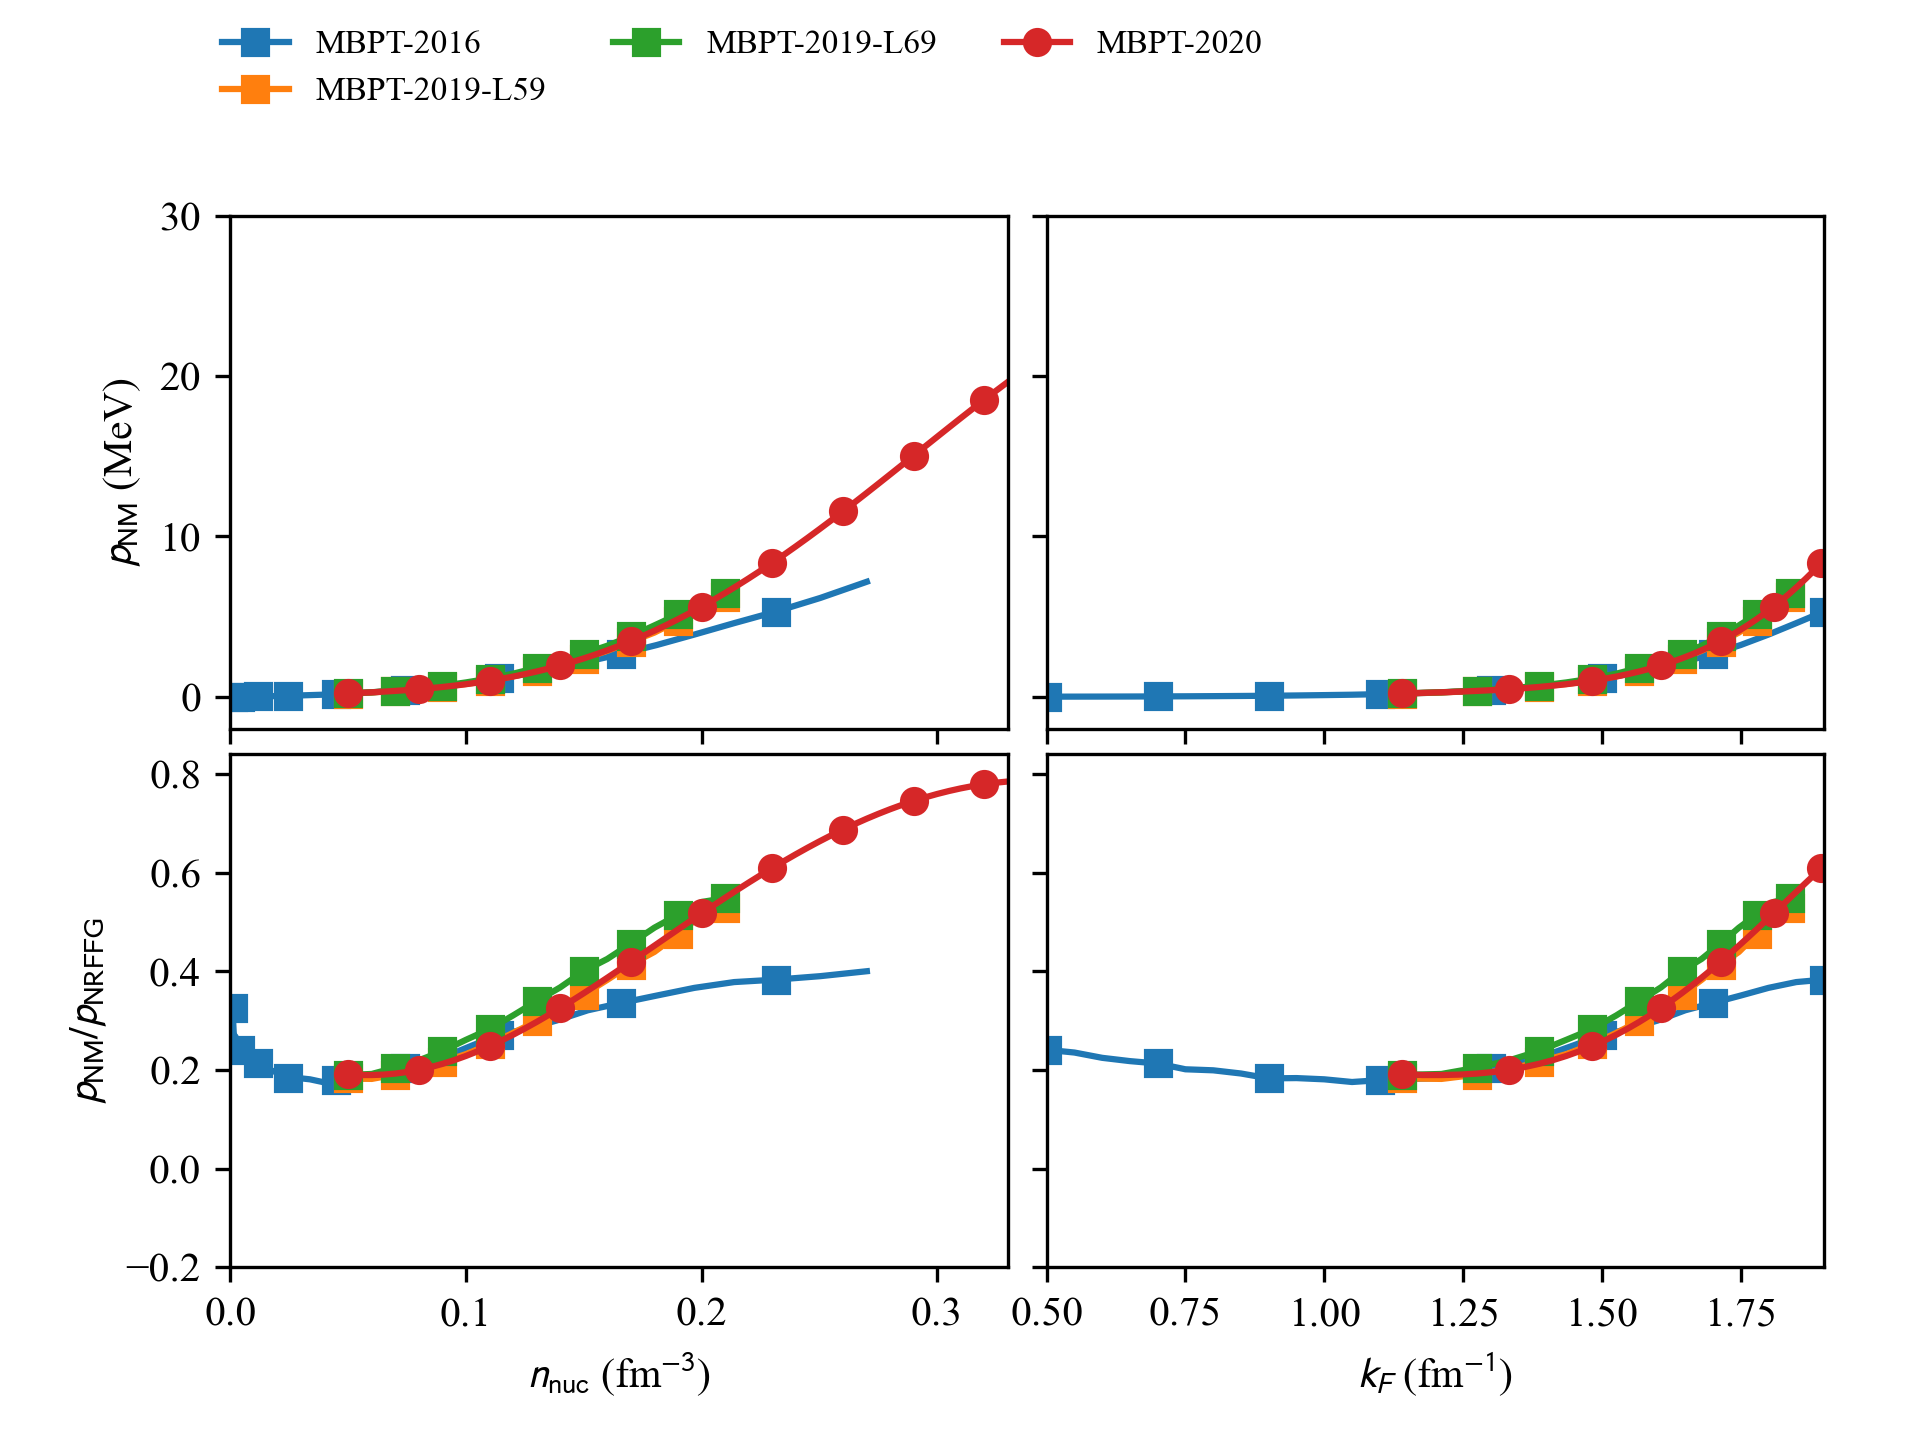 MBPT-2016
MBPT-2019-L59
MBPT-2019-L69
MBPT-2020
30
20
10
0
p_NM (MeV)
0.8
0.6
0.4
0.2
0.0
−0.2
p_NM/p_NRFFG
0.0 0.1 0.2 0.3
n_nuc (fm⁻³)
0.50 0.75 1.00 1.25 1.50 1.75
k_F (fm⁻¹)